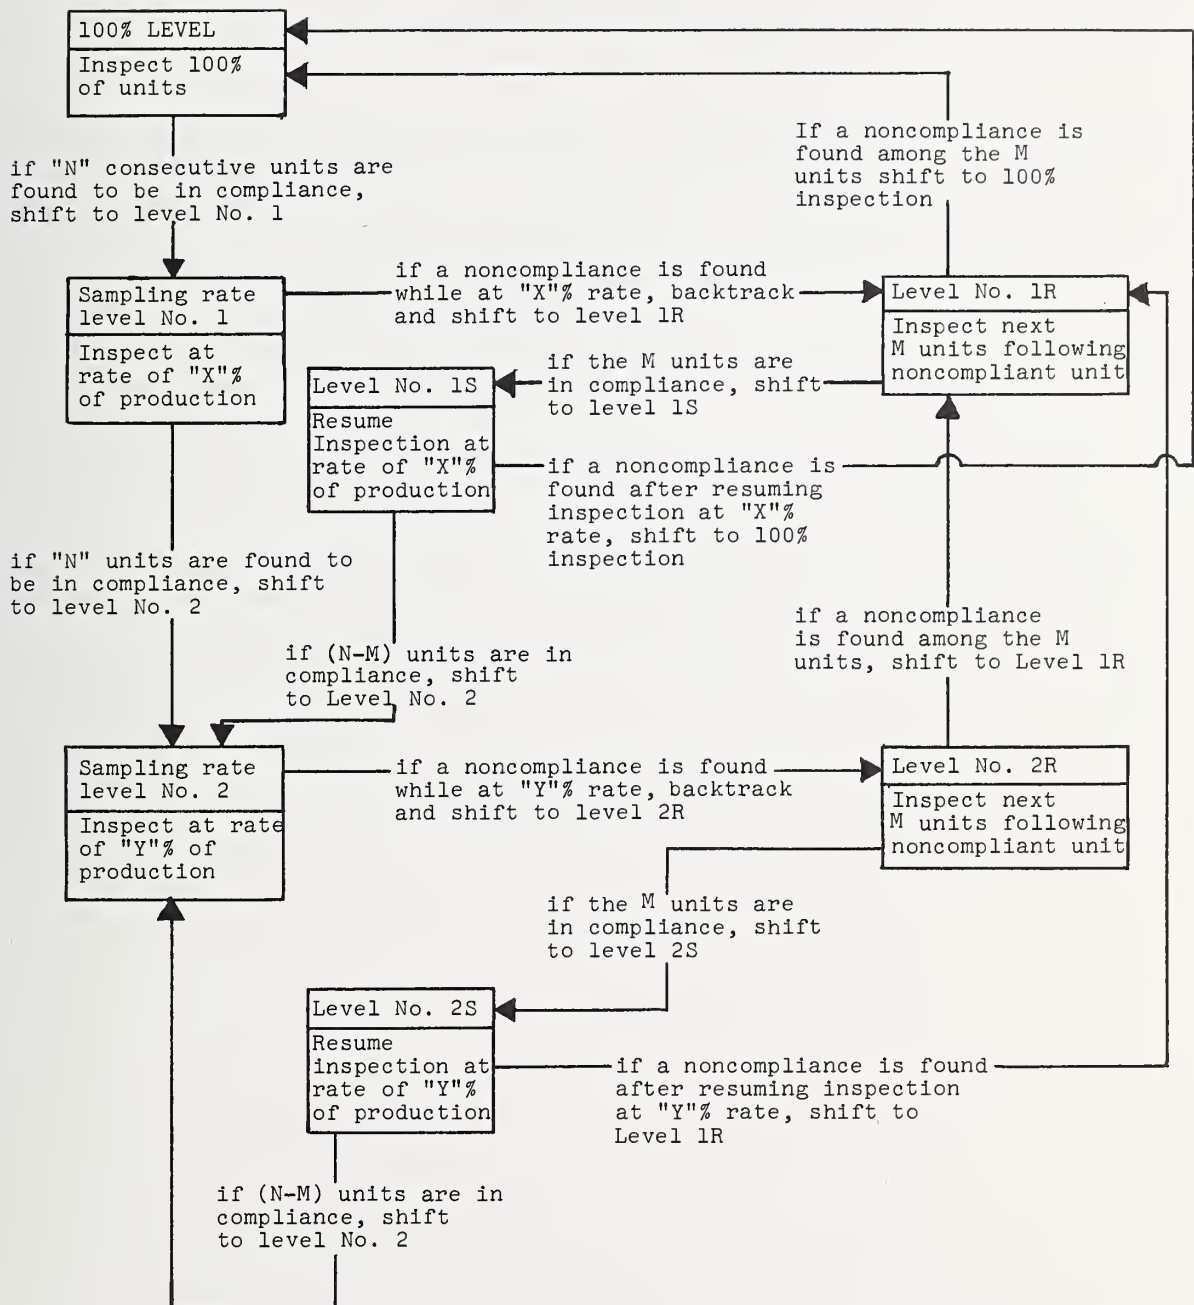 100% LEVEL
Inspect 100%
of units
If a noncompliance is
found among the M
units shift to 100%
inspection
if "N" consecutive units are
found to be in compliance,
shift to level No. 1
Sampling rate
level No. 1
Inspect at
rate of "X"%
of production
if a noncompliance is found
while at "X"% rate, backtrack
and shift to level 1R
Level No. 1R
Inspect next
M units following
noncompliant unit
if the M units are
in compliance, shift
to level 1S
Level No. 1S
Resume
Inspection at
rate of "X"%
of production
if a noncompliance is
found after resuming
inspection at "X"%
rate, shift to 100%
inspection
if "N" units are found to
be in compliance, shift
to level No. 2
if (N-M) units are in
compliance, shift
to Level No. 2
if a noncompliance
is found among the M
units, shift to Level 1R
Sampling rate
level No. 2
Inspect at rate
of "Y"% of
production
if a noncompliance is found
while at "Y"% rate, backtrack
and shift to level 2R
Level No. 2R
Inspect next
M units following
noncompliant unit
if the M units are
in compliance, shift
to level 2S
Level No. 2S
Resume
inspection at
rate of "Y"%
of production
if a noncompliance is found
after resuming inspection
at "Y"% rate, shift to
Level 1R
if (N-M) units are in
compliance, shift
to level No. 2